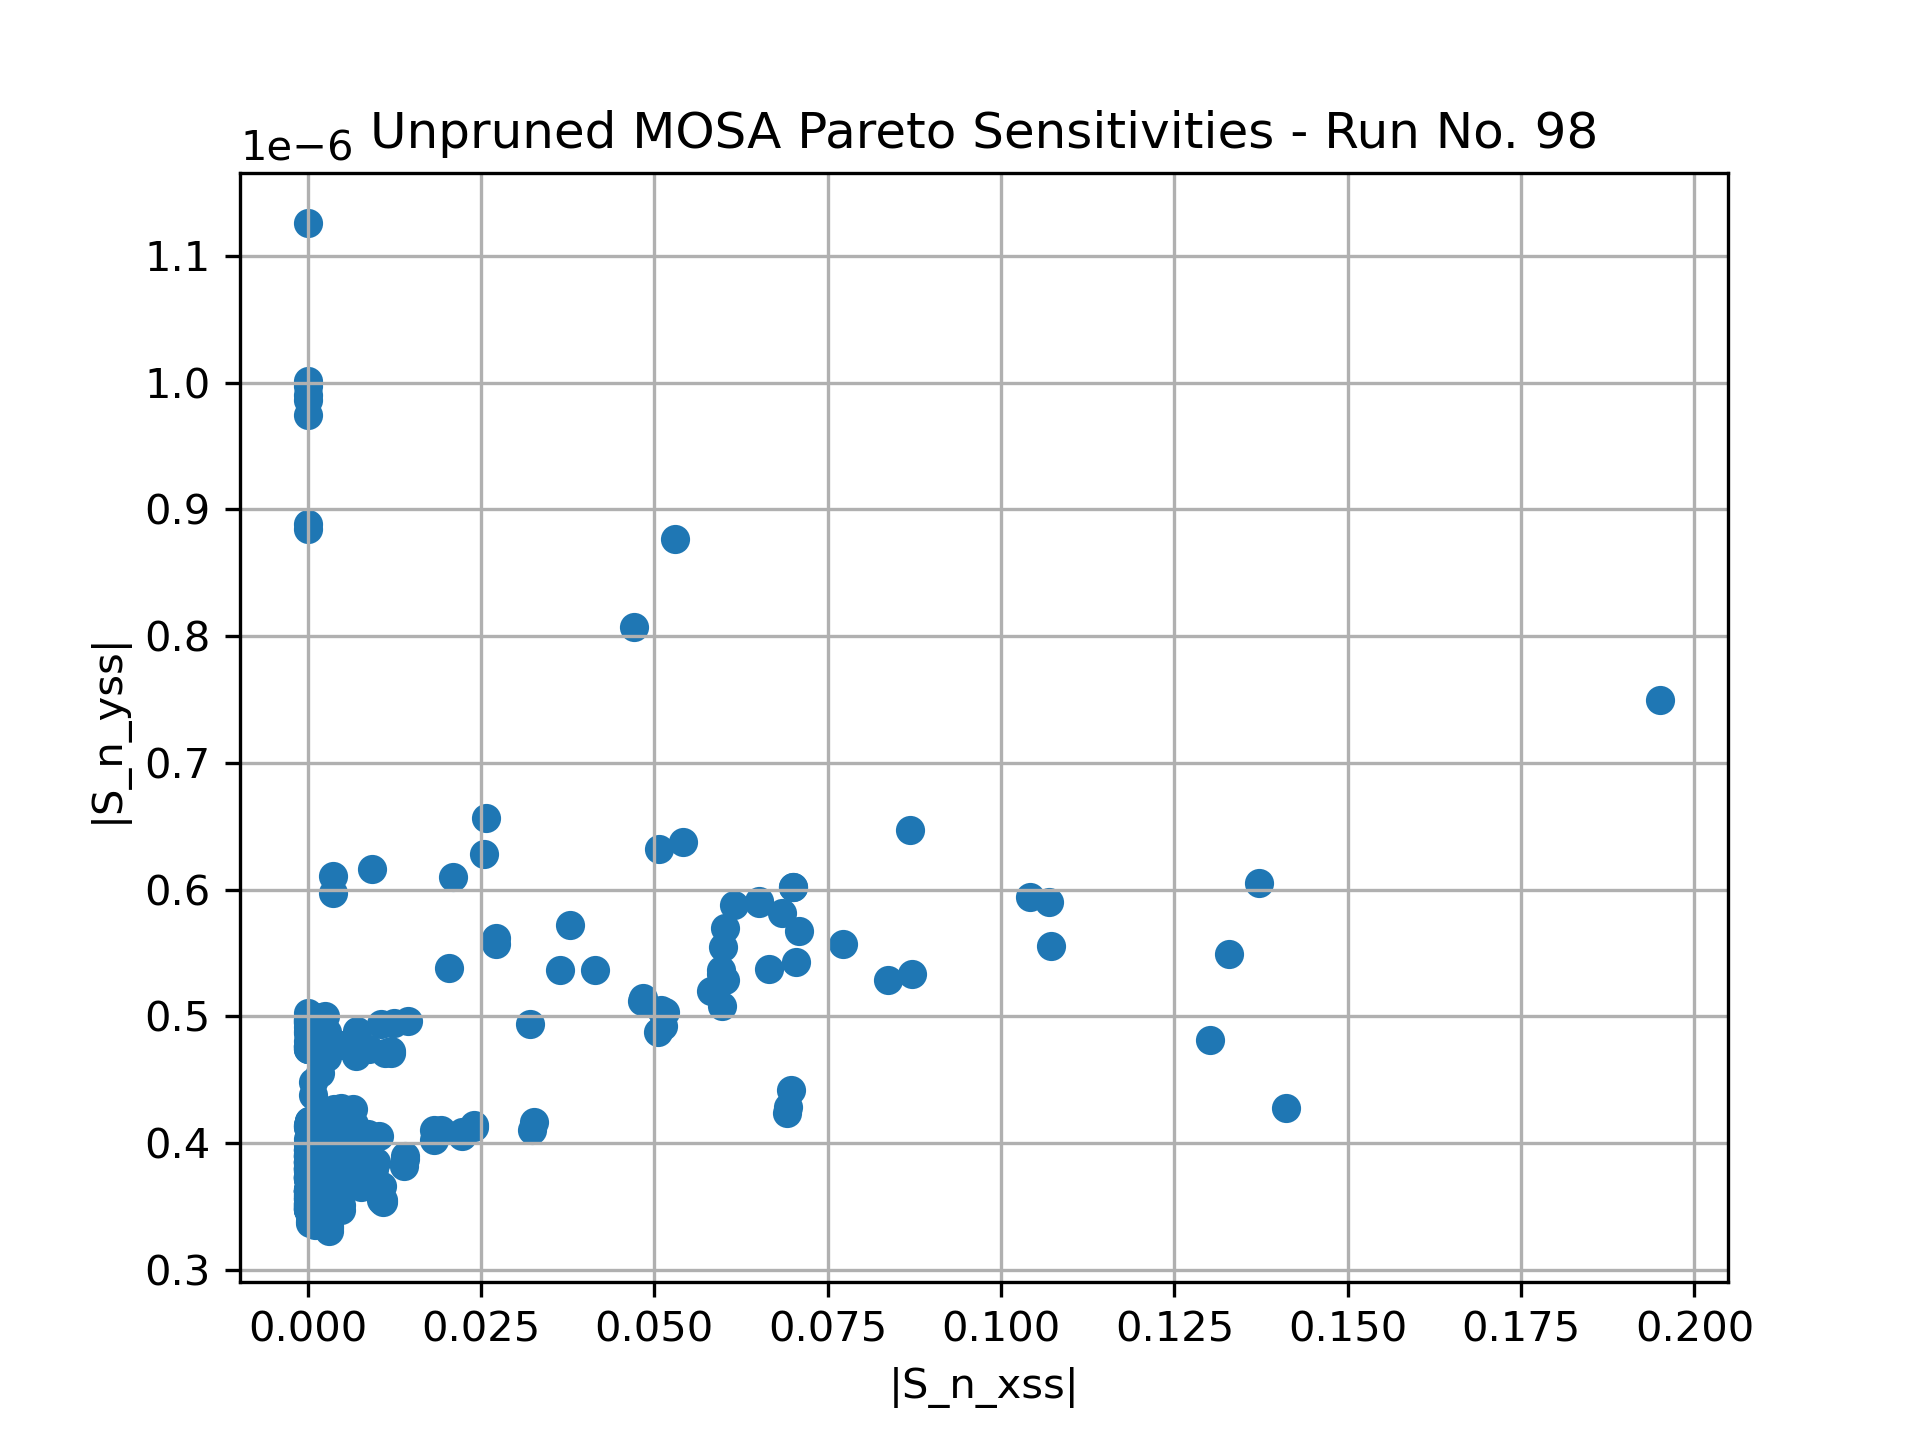 Unpruned MOSA Pareto Sensitivities - Run No. 98
1e−6
1.1
1.0
0.9
0.8
0.7
0.6
0.5
0.4
0.3
|S_n_yss|
0.000 0.025 0.050 0.075 0.100 0.125 0.150 0.175 0.200
|S_n_xss|